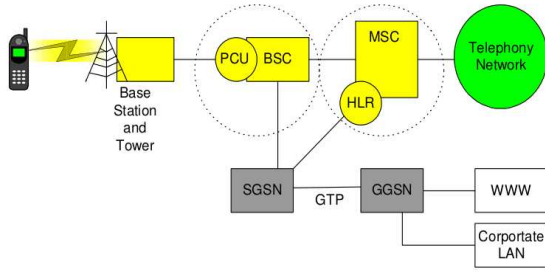 PCU
BSC
MSC
HLR
Telephony
Network
Base
Station
and
Tower
SGSN
GTP
GGSN
WWW
Corportate
LAN